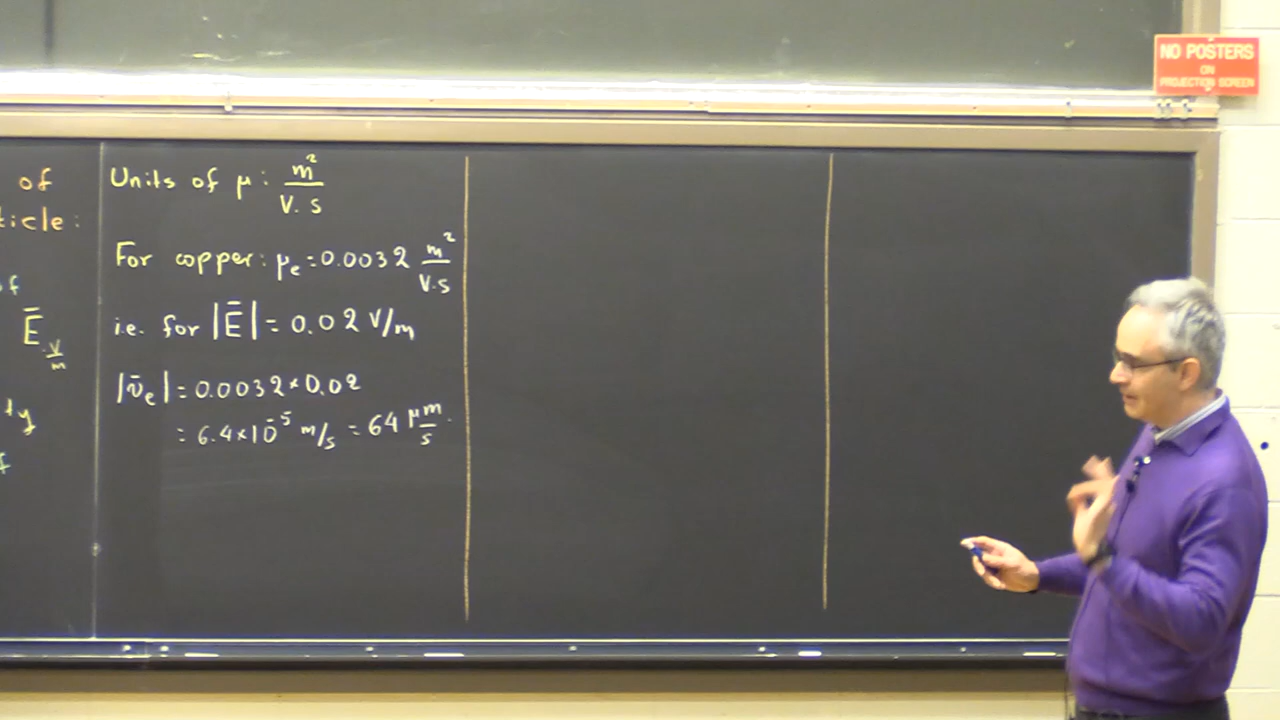 NO POSTERS
ON
PROJECTION SCREEN
of
ticle:
of
Ē V/m
ty
f
Units of μ: m²/V.s
For copper: μe = 0.0032 m²/V.s
i.e. for |Ē| = 0.02 V/m
|v̄e| = 0.0032 × 0.02
= 6.4×10⁻⁵ m/s = 64 μm/s.